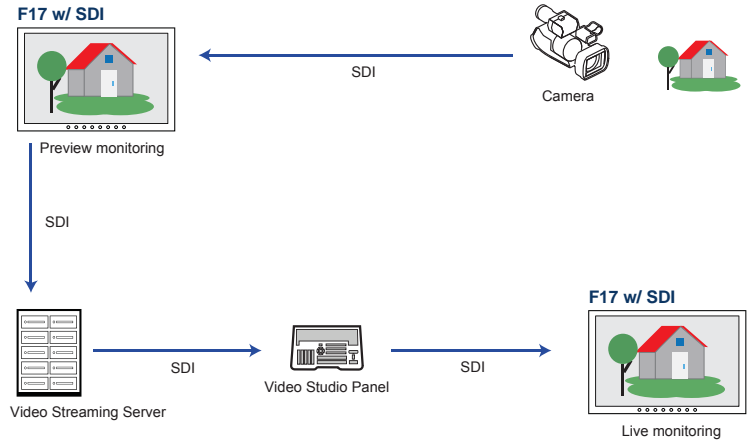 F17 w/ SDI
SDI
Camera
Preview monitoring
SDI
F17 w/ SDI
SDI
SDI
Video Studio Panel
Video Streaming Server
Live monitoring